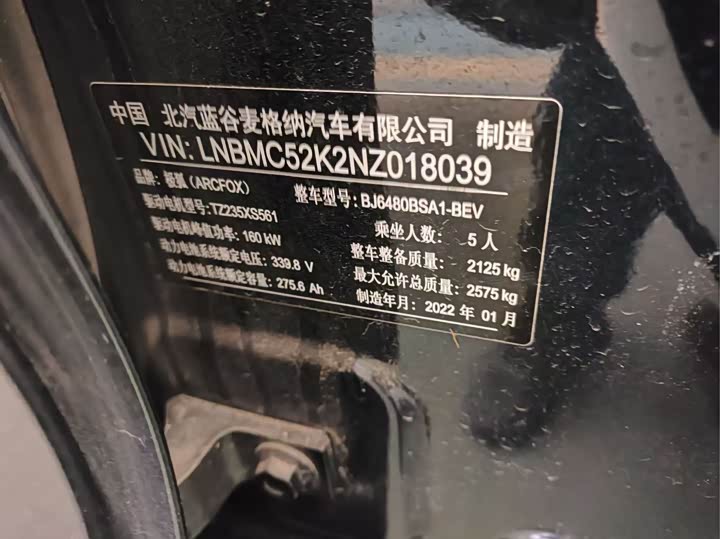 中国 北汽蓝谷麦格纳汽车有限公司 制造
VIN: LNBMC52K2NZ018039
品牌: 极狐（ARCFOX） 整车型号: BJ6480BSA1-BEV
驱动电机型号: TZ235XS561 乘坐人数: 5 人
驱动电机峰值功率: 160 kW 整车整备质量: 2125 kg
动力电池系统额定电压: 339.8 V 最大允许总质量: 2575 kg
动力电池系统额定容量: 275.6 Ah 制造年月: 2022 年 01 月